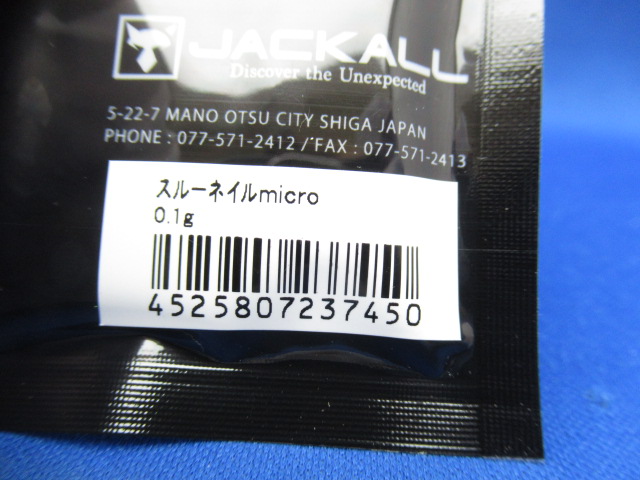 JACKALL
Discover the Unexpected
5-22-7 MANO OTSU CITY SHIGA JAPAN
PHONE : 077-571-2412 / FAX : 077-571-2413
スルーネイルmicro
0.1g
4525807237450